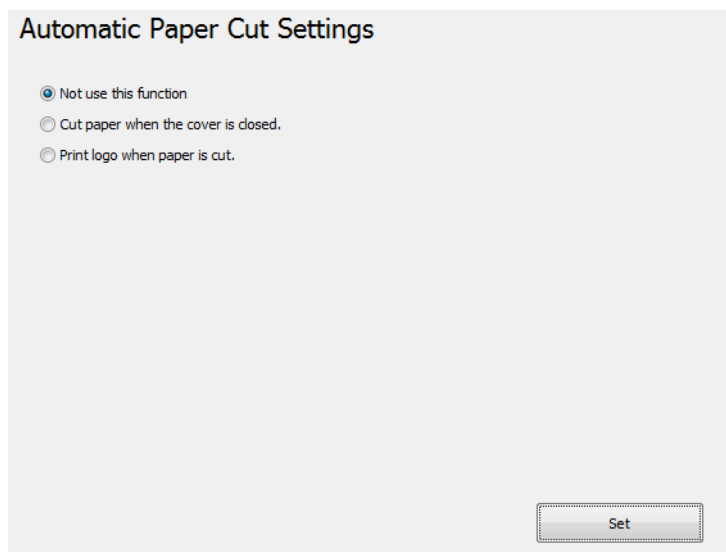 Automatic Paper Cut Settings
Not use this function
Cut paper when the cover is closed.
Print logo when paper is cut.
Set